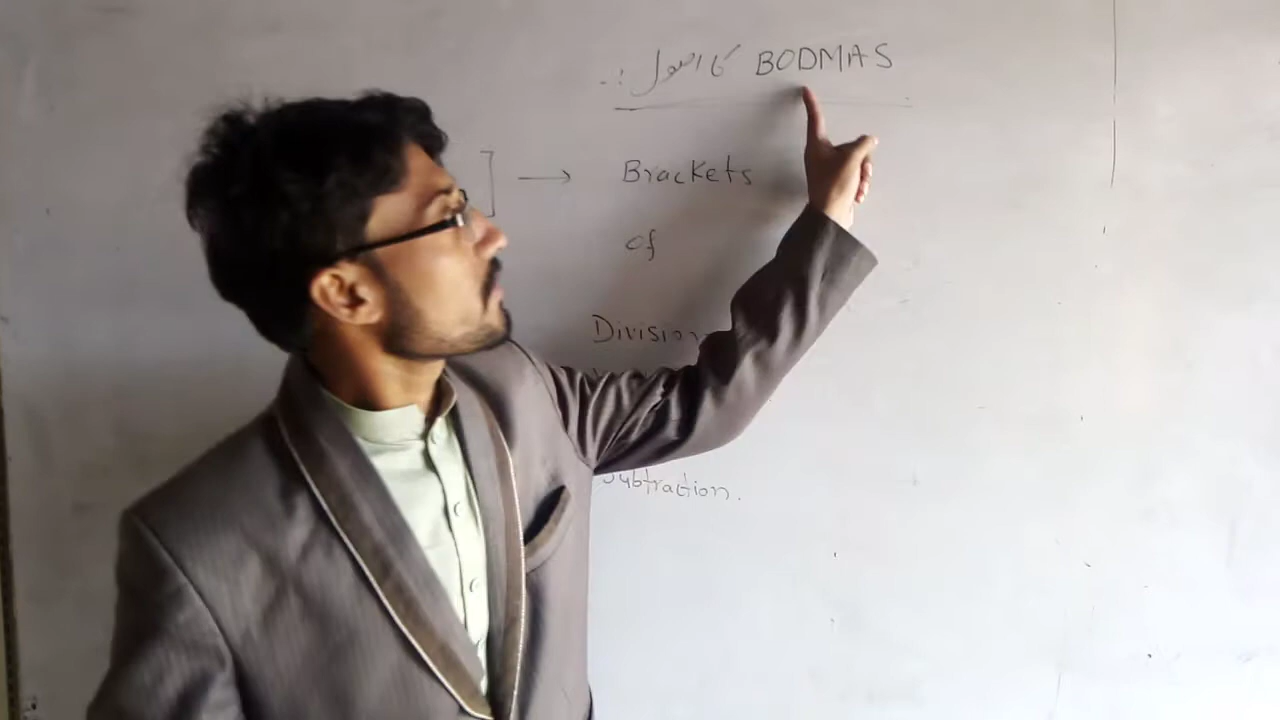 BODMAS کا اصول :-
] → Brackets
of
Division
Subtraction.